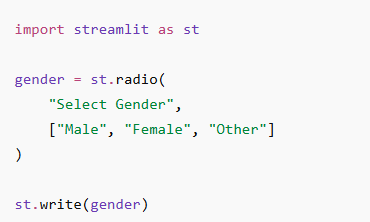 import streamlit as st

gender = st.radio(
    "Select Gender",
    ["Male", "Female", "Other"]
)

st.write(gender)